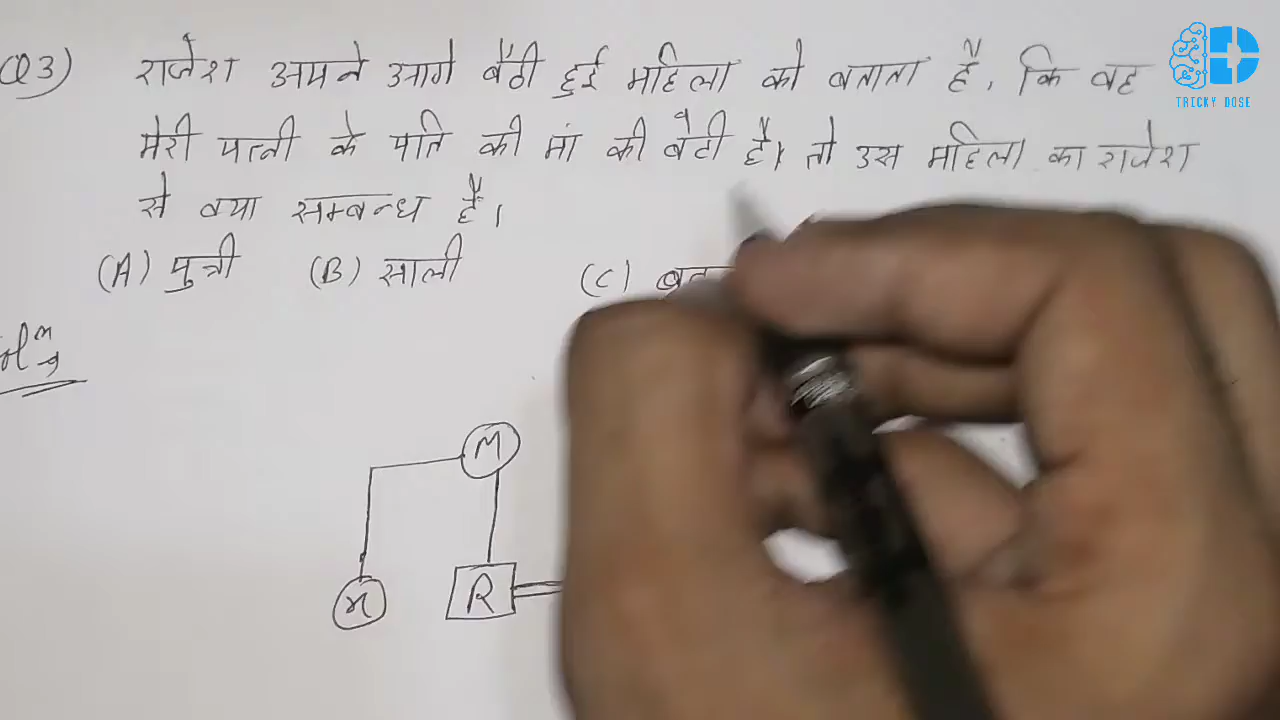 Q3) राजेश अपने आगे बैठी हुई महिला को बताता है, कि वह
मेरी पत्नी के पति की मां की बेटी है। तो उस महिला का राजेश
से क्या सम्बन्ध है।
(A) पुत्री (B) साली (C)
M
x R
TRICKY DOSE